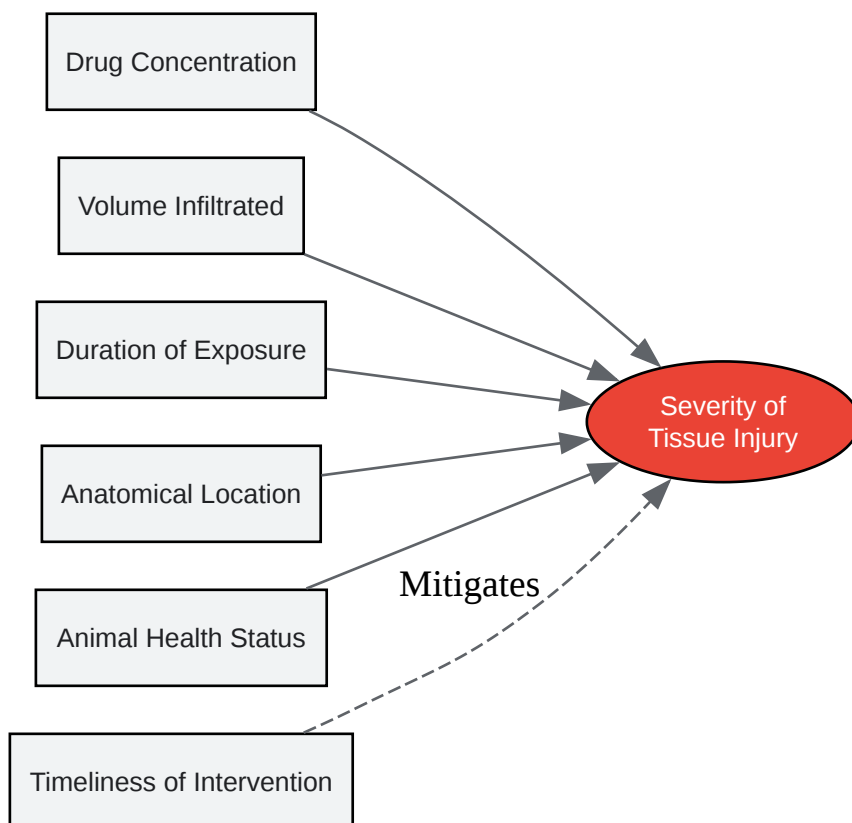 Drug Concentration
Volume Infiltrated
Duration of Exposure
Severity of
Tissue Injury
Anatomical Location
Mitigates
Animal Health Status
Timeliness of Intervention